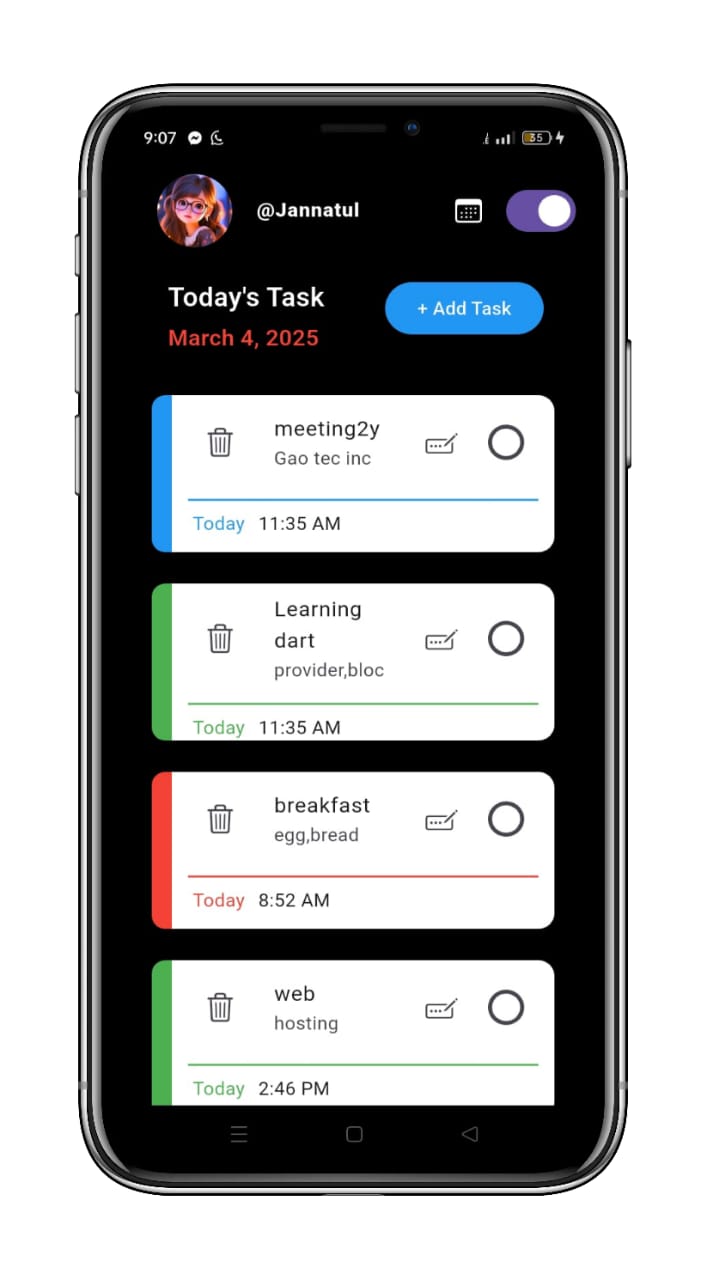 9:07
35
@Jannatul
Today's Task
+ Add Task
March 4, 2025
meeting2y
Gao tec inc
Today 11:35 AM
Learning
dart
provider,bloc
Today 11:35 AM
breakfast
egg,bread
Today 8:52 AM
web
hosting
Today 2:46 PM